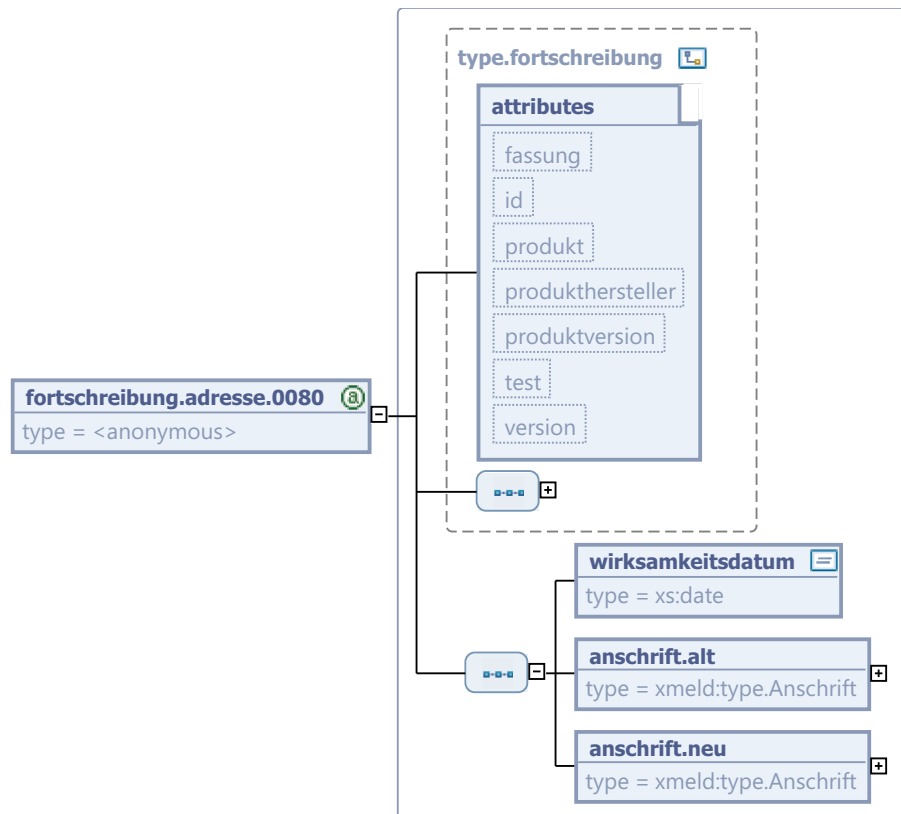 type.fortschreibung
attributes
fassung
id
produkt
produkthersteller
produktversion
test
version
fortschreibung.adresse.0080
type = <anonymous>
wirksamkeitsdatum
type = xs:date
anschrift.alt
type = xmeld:type.Anschrift
anschrift.neu
type = xmeld:type.Anschrift